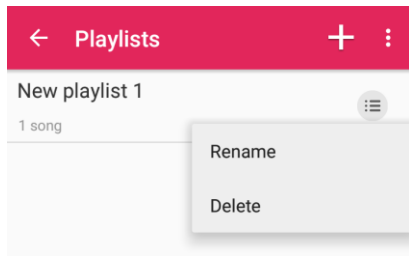 Playlists
New playlist 1
1 song
Rename
Delete